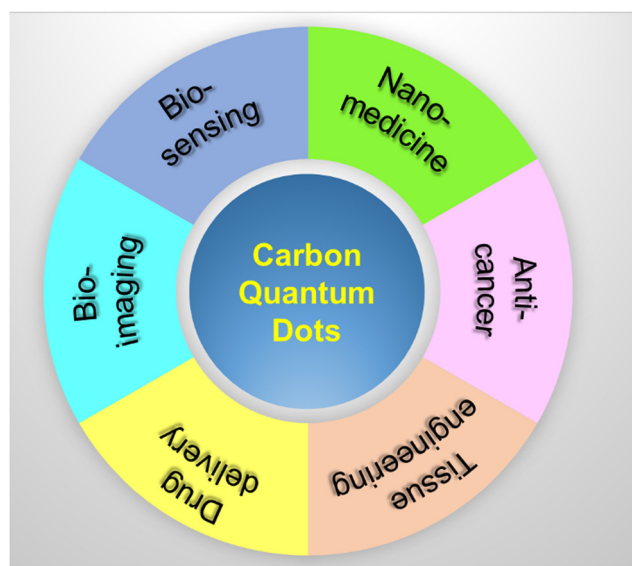 Carbon
Quantum
Dots
Nano-
medicine
Anti-
cancer
Tissue
engineering
Drug
delivery
Bio-
imaging
Bio-
sensing